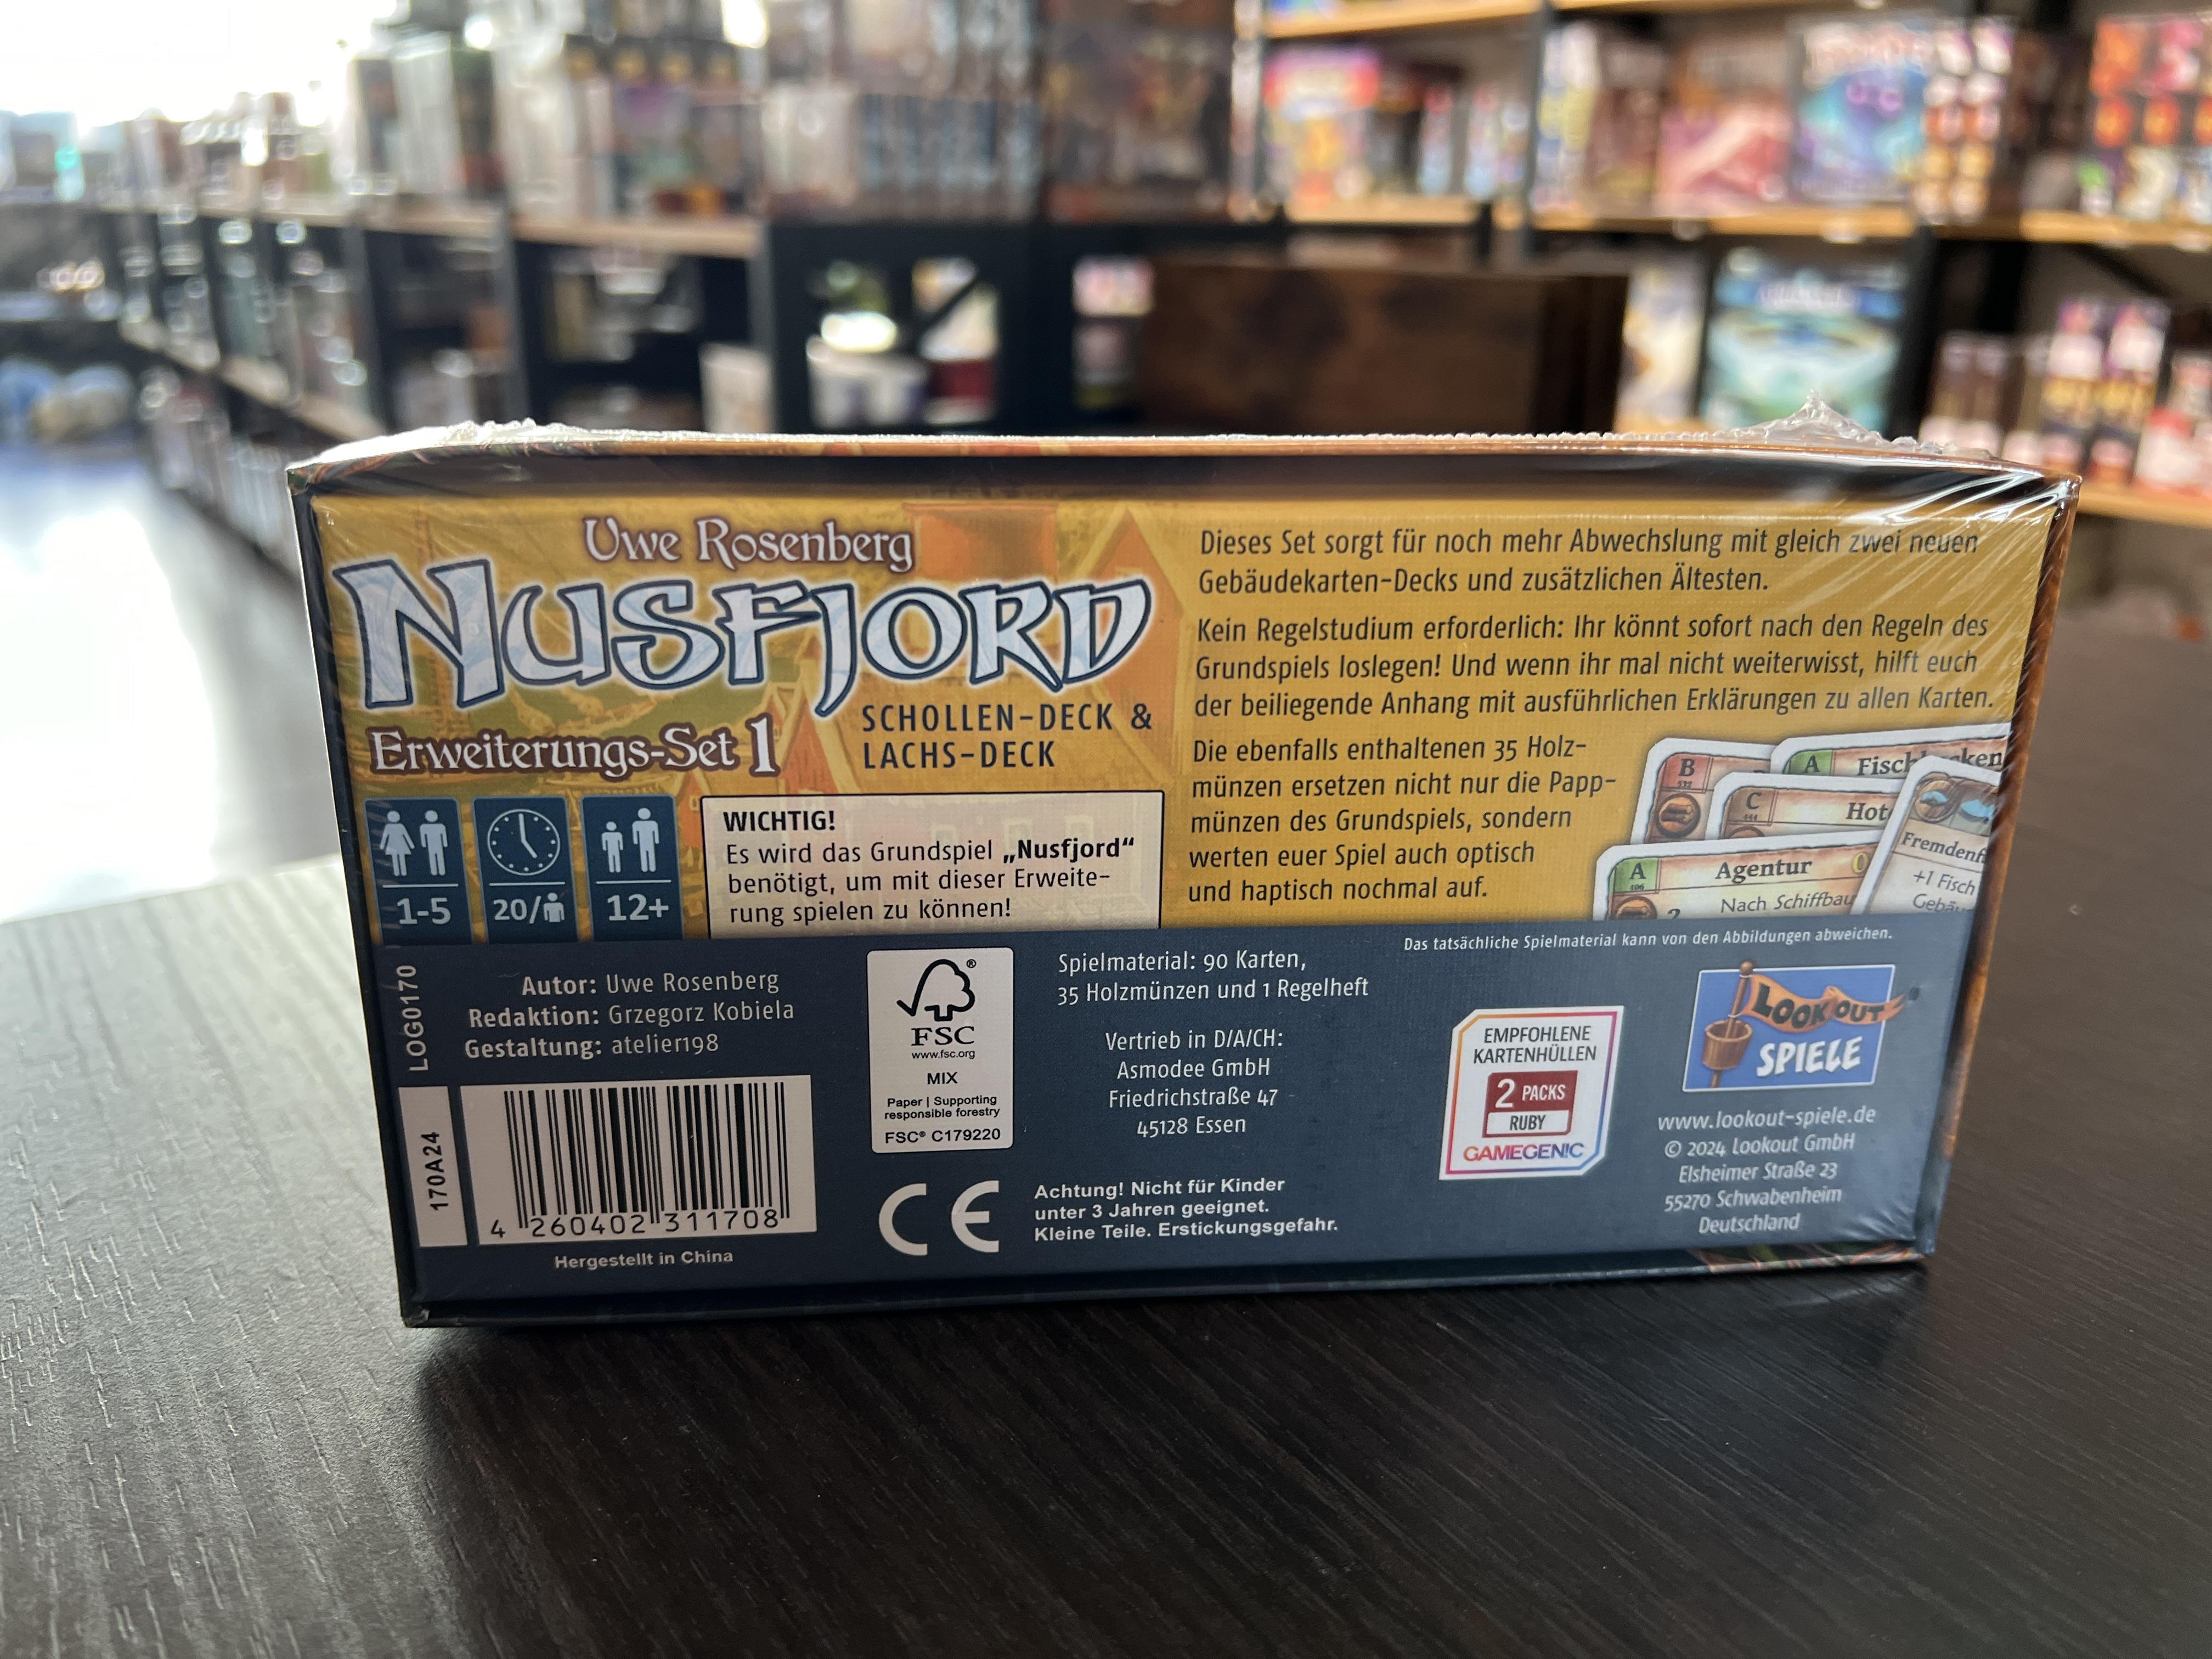 Uwe Rosenberg
NUSFJORD
Erweiterungs-Set 1
SCHOLLEN-DECK &
LACHS-DECK
1-5
20/
12+
WICHTIG!
Es wird das Grundspiel „Nusfjord“
benötigt, um mit dieser Erweite-
rung spielen zu können!
Dieses Set sorgt für noch mehr Abwechslung mit gleich zwei neuen
Gebäudekarten-Decks und zusätzlichen Ältesten.
Kein Regelstudium erforderlich: Ihr könnt sofort nach den Regeln des
Grundspiels loslegen! Und wenn ihr mal nicht weiterwisst, hilft euch
der beiliegende Anhang mit ausführlichen Erklärungen zu allen Karten.
Die ebenfalls enthaltenen 35 Holz-
münzen ersetzen nicht nur die Papp-
münzen des Grundspiels, sondern
werten euer Spiel auch optisch
und haptisch nochmal auf.
B
A
C
Hot
A
Agentur
0
2
Nach Schiffbau
Fremdenf
+1 Fisch
Gebäu
Das tatsächliche Spielmaterial kann von den Abbildungen abweichen.
LOG0170
Autor: Uwe Rosenberg
Redaktion: Grzegorz Kobiela
Gestaltung: atelier198
170A24
4 260402 311708
Hergestellt in China
FSC
www.fsc.org
MIX
Paper | Supporting
responsible forestry
FSC® C179220
CE
Spielmaterial: 90 Karten,
35 Holzmünzen und 1 Regelheft
Vertrieb in D/A/CH:
Asmodee GmbH
Friedrichstraße 47
45128 Essen
Achtung! Nicht für Kinder
unter 3 Jahren geeignet.
Kleine Teile. Erstickungsgefahr.
EMPFOHLENE
KARTENHÜLLEN
2 PACKS
RUBY
GAMEGENIC
LOOKOUT
SPIELE
www.lookout-spiele.de
© 2024 Lookout GmbH
Elsheimer Straße 23
55270 Schwabenheim
Deutschland